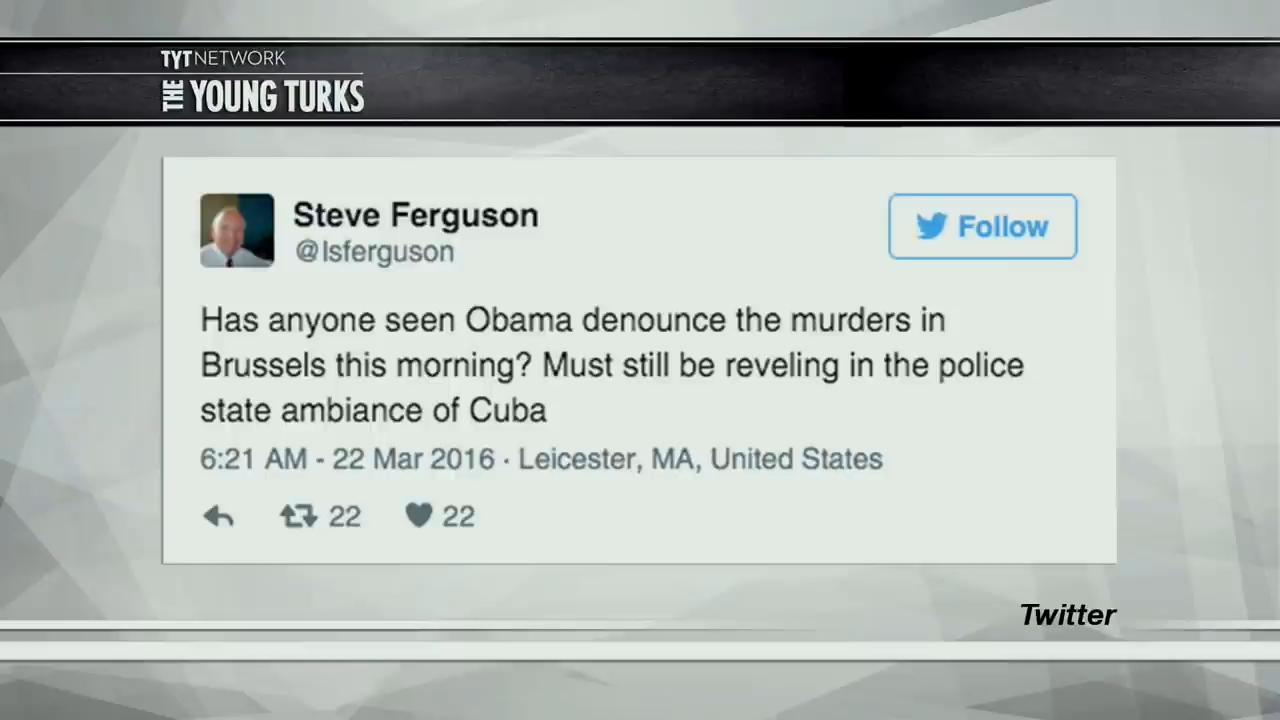 TYT NETWORK
THE YOUNG TURKS
Steve Ferguson
@lsferguson
Follow
Has anyone seen Obama denounce the murders in
Brussels this morning? Must still be reveling in the police
state ambiance of Cuba
6:21 AM - 22 Mar 2016 · Leicester, MA, United States
22 22
Twitter